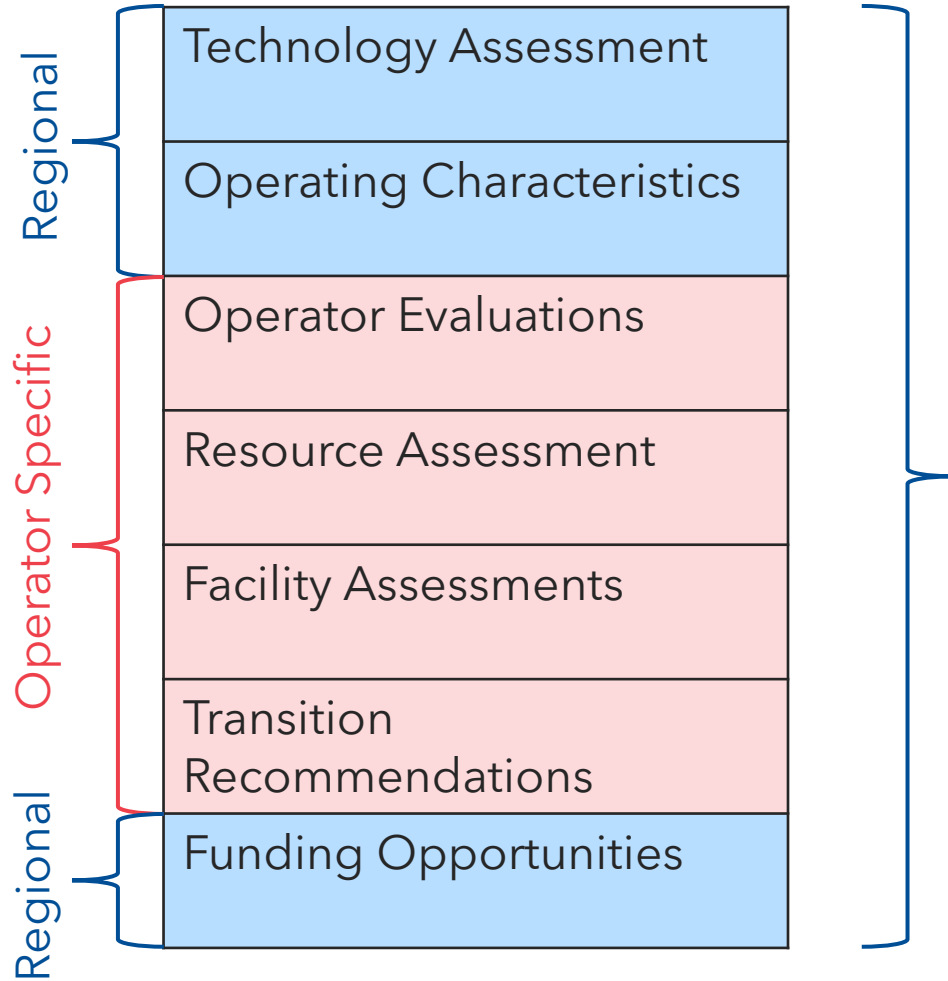 Regional
Technology Assessment
Operating Characteristics
Operator Specific
Operator Evaluations
Resource Assessment
Facility Assessments
Transition
Recommendations
Regional
Funding Opportunities